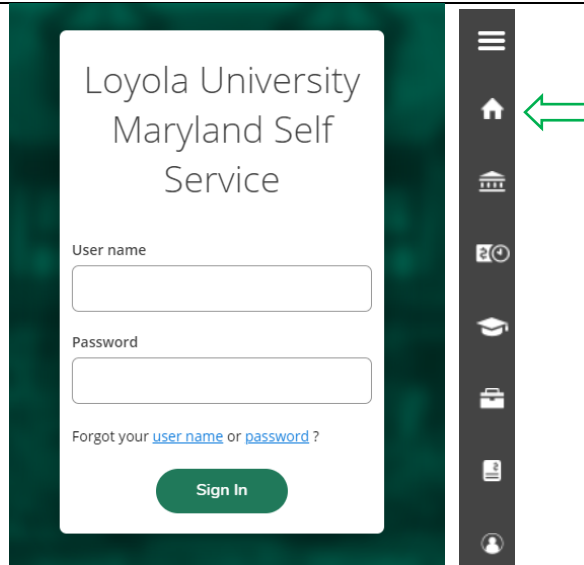 Loyola University
Maryland Self
Service
User name
Password
Forgot your user name or password ?
Sign In